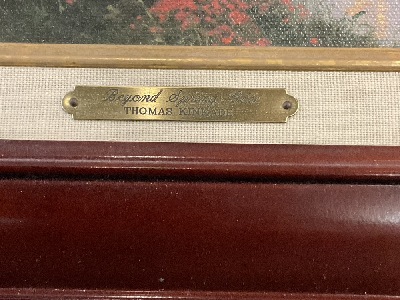 Beyond Spring Gate
THOMAS KINKADE